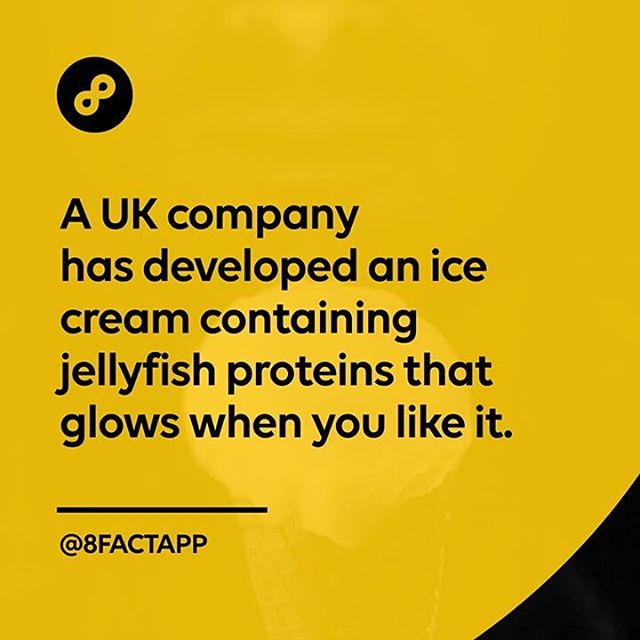 A UK company
has developed an ice
cream containing
jellyfish proteins that
glows when you like it.
@8FACTAPP